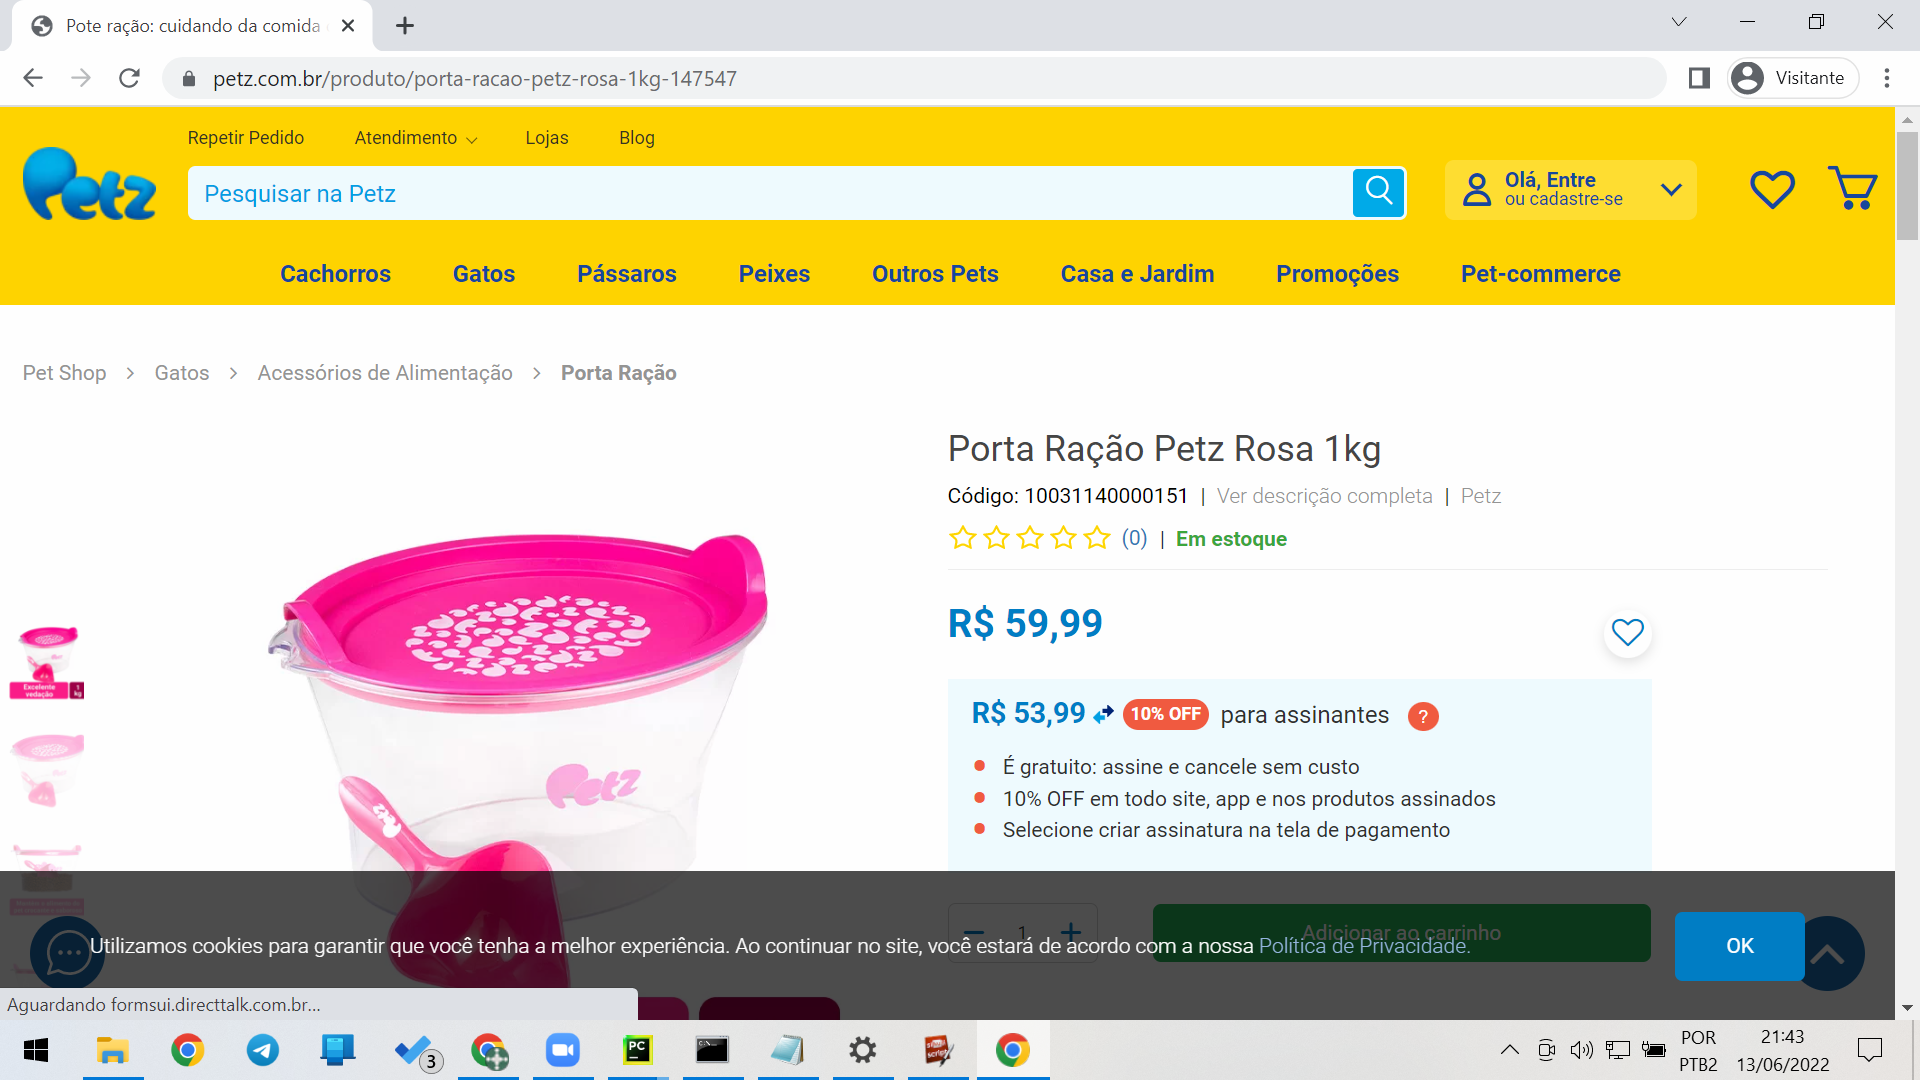 Pote ração: cuidando da comida
petz.com.br/produto/porta-racao-petz-rosa-1kg-147547
Visitante
Repetir Pedido Atendimento Lojas Blog
Petz
Pesquisar na Petz
Olá, Entre
ou cadastre-se
Cachorros Gatos Pássaros Peixes Outros Pets Casa e Jardim Promoções Pet-commerce
Pet Shop > Gatos > Acessórios de Alimentação > Porta Ração
Porta Ração Petz Rosa 1kg
Código: 10031140000151 | Ver descrição completa | Petz
(0) | Em estoque
R$ 59,99
R$ 53,99 10% OFF para assinantes ?
• É gratuito: assine e cancele sem custo
• 10% OFF em todo site, app e nos produtos assinados
• Selecione criar assinatura na tela de pagamento
Excelente
vedação
1
kg
Petz
− 1 +
Adicionar ao carrinho
Utilizamos cookies para garantir que você tenha a melhor experiência. Ao continuar no site, você estará de acordo com a nossa Política de Privacidade.
OK
Aguardando formsui.directtalk.com.br...
3
PC
POR
PTB2
21:43
13/06/2022